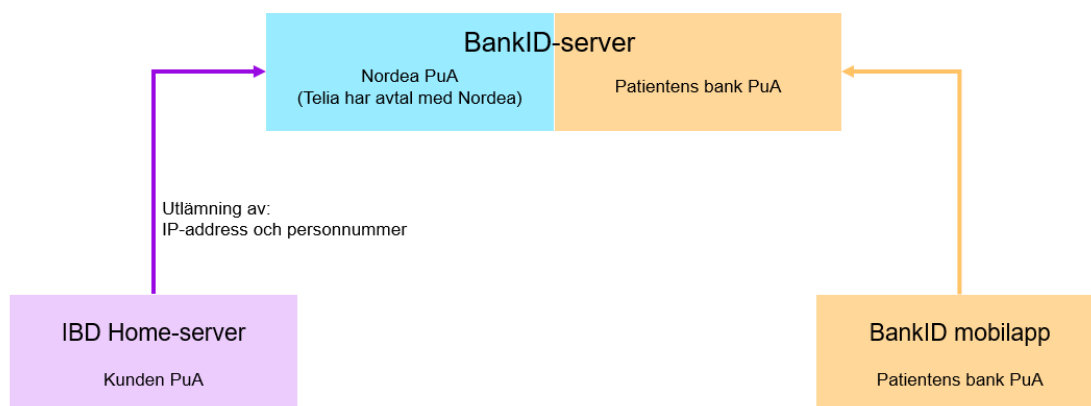 BankID-server
Nordea PuA
(Telia har avtal med Nordea)
Patientens bank PuA
Utlämning av:
IP-address och personnummer
IBD Home-server
Kunden PuA
BankID mobilapp
Patientens bank PuA